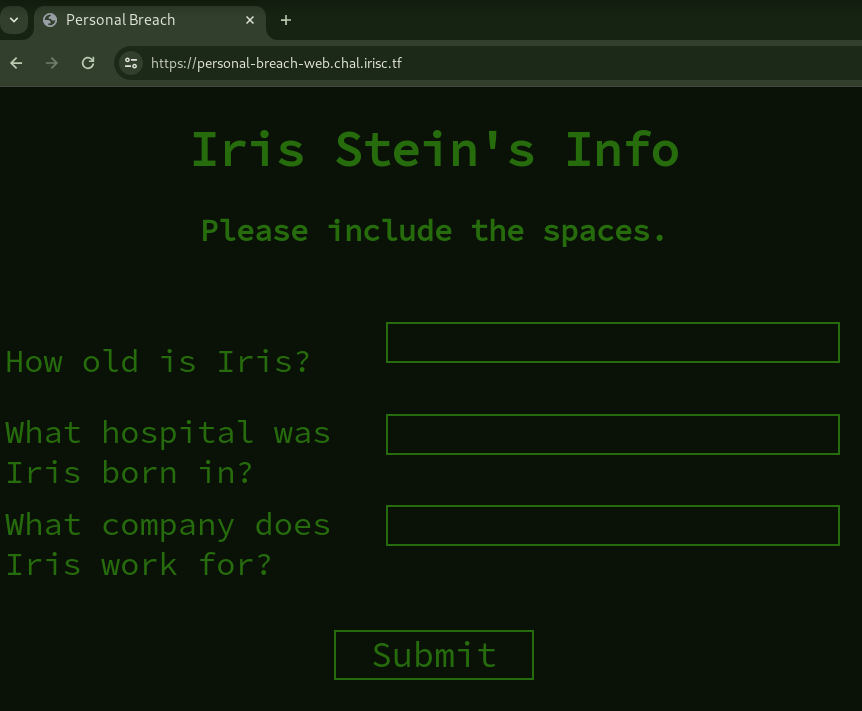 Personal Breach
https://personal-breach-web.chal.irisc.tf
Iris Stein's Info
Please include the spaces.
How old is Iris?
What hospital was
Iris born in?
What company does
Iris work for?
Submit